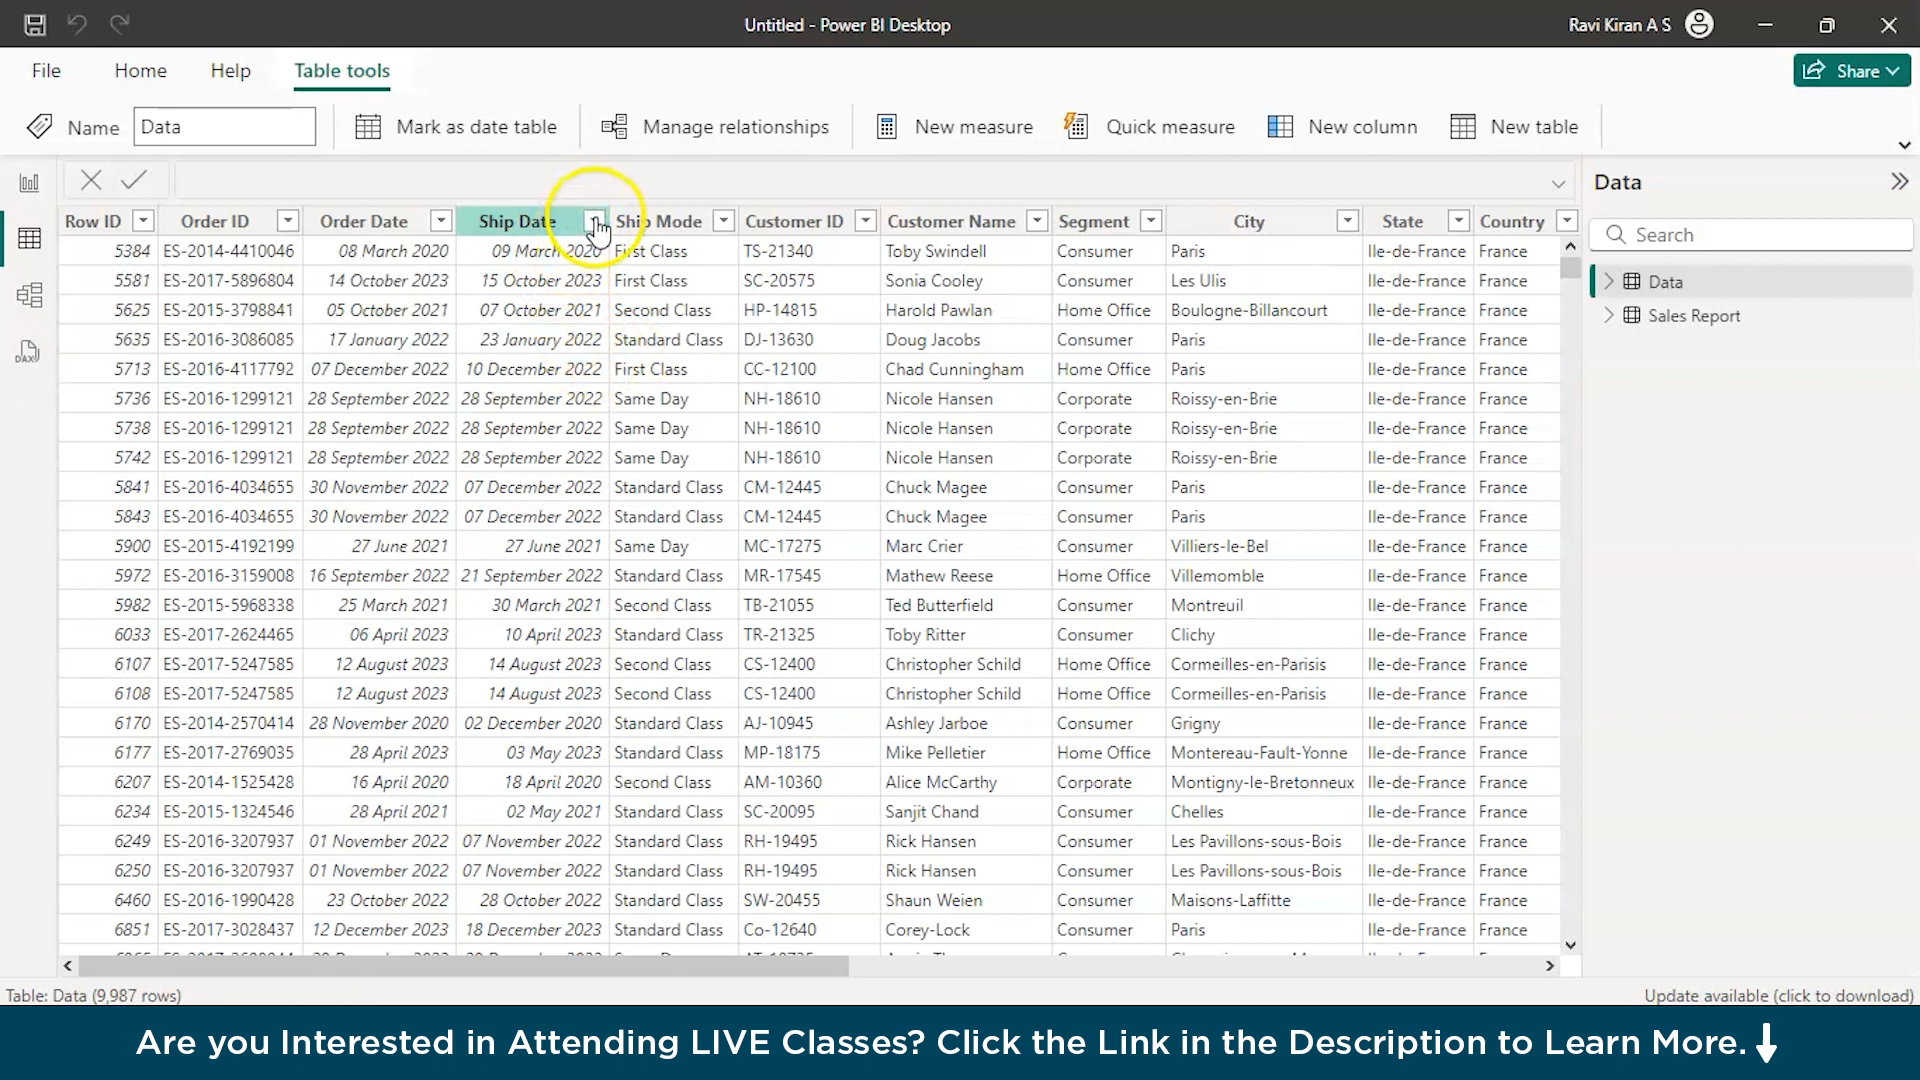 Untitled - Power BI Desktop
Ravi Kiran A S
File Home Help Table tools
Share
Name Data Mark as date table Manage relationships New measure Quick measure New column New table
Row ID Order ID Order Date Ship Date Ship Mode Customer ID Customer Name Segment City State Country
5384 ES-2014-4410046 08 March 2020 09 March 2020 First Class TS-21340 Toby Swindell Consumer Paris Ile-de-France France
5581 ES-2017-5896804 14 October 2023 15 October 2023 First Class SC-20575 Sonia Cooley Consumer Les Ulis Ile-de-France France
5625 ES-2015-3798841 05 October 2021 07 October 2021 Second Class HP-14815 Harold Pawlan Home Office Boulogne-Billancourt Ile-de-France France
5635 ES-2016-3086085 17 January 2022 23 January 2022 Standard Class DJ-13630 Doug Jacobs Consumer Paris Ile-de-France France
5713 ES-2016-4117792 07 December 2022 10 December 2022 First Class CC-12100 Chad Cunningham Home Office Paris Ile-de-France France
5736 ES-2016-1299121 28 September 2022 28 September 2022 Same Day NH-18610 Nicole Hansen Corporate Roissy-en-Brie Ile-de-France France
5738 ES-2016-1299121 28 September 2022 28 September 2022 Same Day NH-18610 Nicole Hansen Corporate Roissy-en-Brie Ile-de-France France
5742 ES-2016-1299121 28 September 2022 28 September 2022 Same Day NH-18610 Nicole Hansen Corporate Roissy-en-Brie Ile-de-France France
5841 ES-2016-4034655 30 November 2022 07 December 2022 Standard Class CM-12445 Chuck Magee Consumer Paris Ile-de-France France
5843 ES-2016-4034655 30 November 2022 07 December 2022 Standard Class CM-12445 Chuck Magee Consumer Paris Ile-de-France France
5900 ES-2015-4192199 27 June 2021 27 June 2021 Same Day MC-17275 Marc Crier Consumer Villiers-le-Bel Ile-de-France France
5972 ES-2016-3159008 16 September 2022 21 September 2022 Standard Class MR-17545 Mathew Reese Home Office Villemomble Ile-de-France France
5982 ES-2015-5968338 25 March 2021 30 March 2021 Second Class TB-21055 Ted Butterfield Consumer Montreuil Ile-de-France France
6033 ES-2017-2624465 06 April 2023 10 April 2023 Standard Class TR-21325 Toby Ritter Consumer Clichy Ile-de-France France
6107 ES-2017-5247585 12 August 2023 14 August 2023 Second Class CS-12400 Christopher Schild Home Office Cormeilles-en-Parisis Ile-de-France France
6108 ES-2017-5247585 12 August 2023 14 August 2023 Second Class CS-12400 Christopher Schild Home Office Cormeilles-en-Parisis Ile-de-France France
6170 ES-2014-2570414 28 November 2020 02 December 2020 Standard Class AJ-10945 Ashley Jarboe Consumer Grigny Ile-de-France France
6177 ES-2017-2769035 28 April 2023 03 May 2023 Standard Class MP-18175 Mike Pelletier Home Office Montereau-Fault-Yonne Ile-de-France France
6207 ES-2014-1525428 16 April 2020 18 April 2020 Second Class AM-10360 Alice McCarthy Corporate Montigny-le-Bretonneux Ile-de-France France
6234 ES-2015-1324546 28 April 2021 02 May 2021 Standard Class SC-20095 Sanjit Chand Consumer Chelles Ile-de-France France
6249 ES-2016-3207937 01 November 2022 07 November 2022 Standard Class RH-19495 Rick Hansen Consumer Les Pavillons-sous-Bois Ile-de-France France
6250 ES-2016-3207937 01 November 2022 07 November 2022 Standard Class RH-19495 Rick Hansen Consumer Les Pavillons-sous-Bois Ile-de-France France
6460 ES-2016-1990428 23 October 2022 28 October 2022 Standard Class SW-20455 Shaun Weien Consumer Maisons-Laffitte Ile-de-France France
6851 ES-2017-3028437 12 December 2023 18 December 2023 Standard Class Co-12640 Corey-Lock Consumer Paris Ile-de-France France
Data
Search
Data
Sales Report
DAX
Table: Data (9,987 rows)
Update available (click to download)
Are you Interested in Attending LIVE Classes? Click the Link in the Description to Learn More.